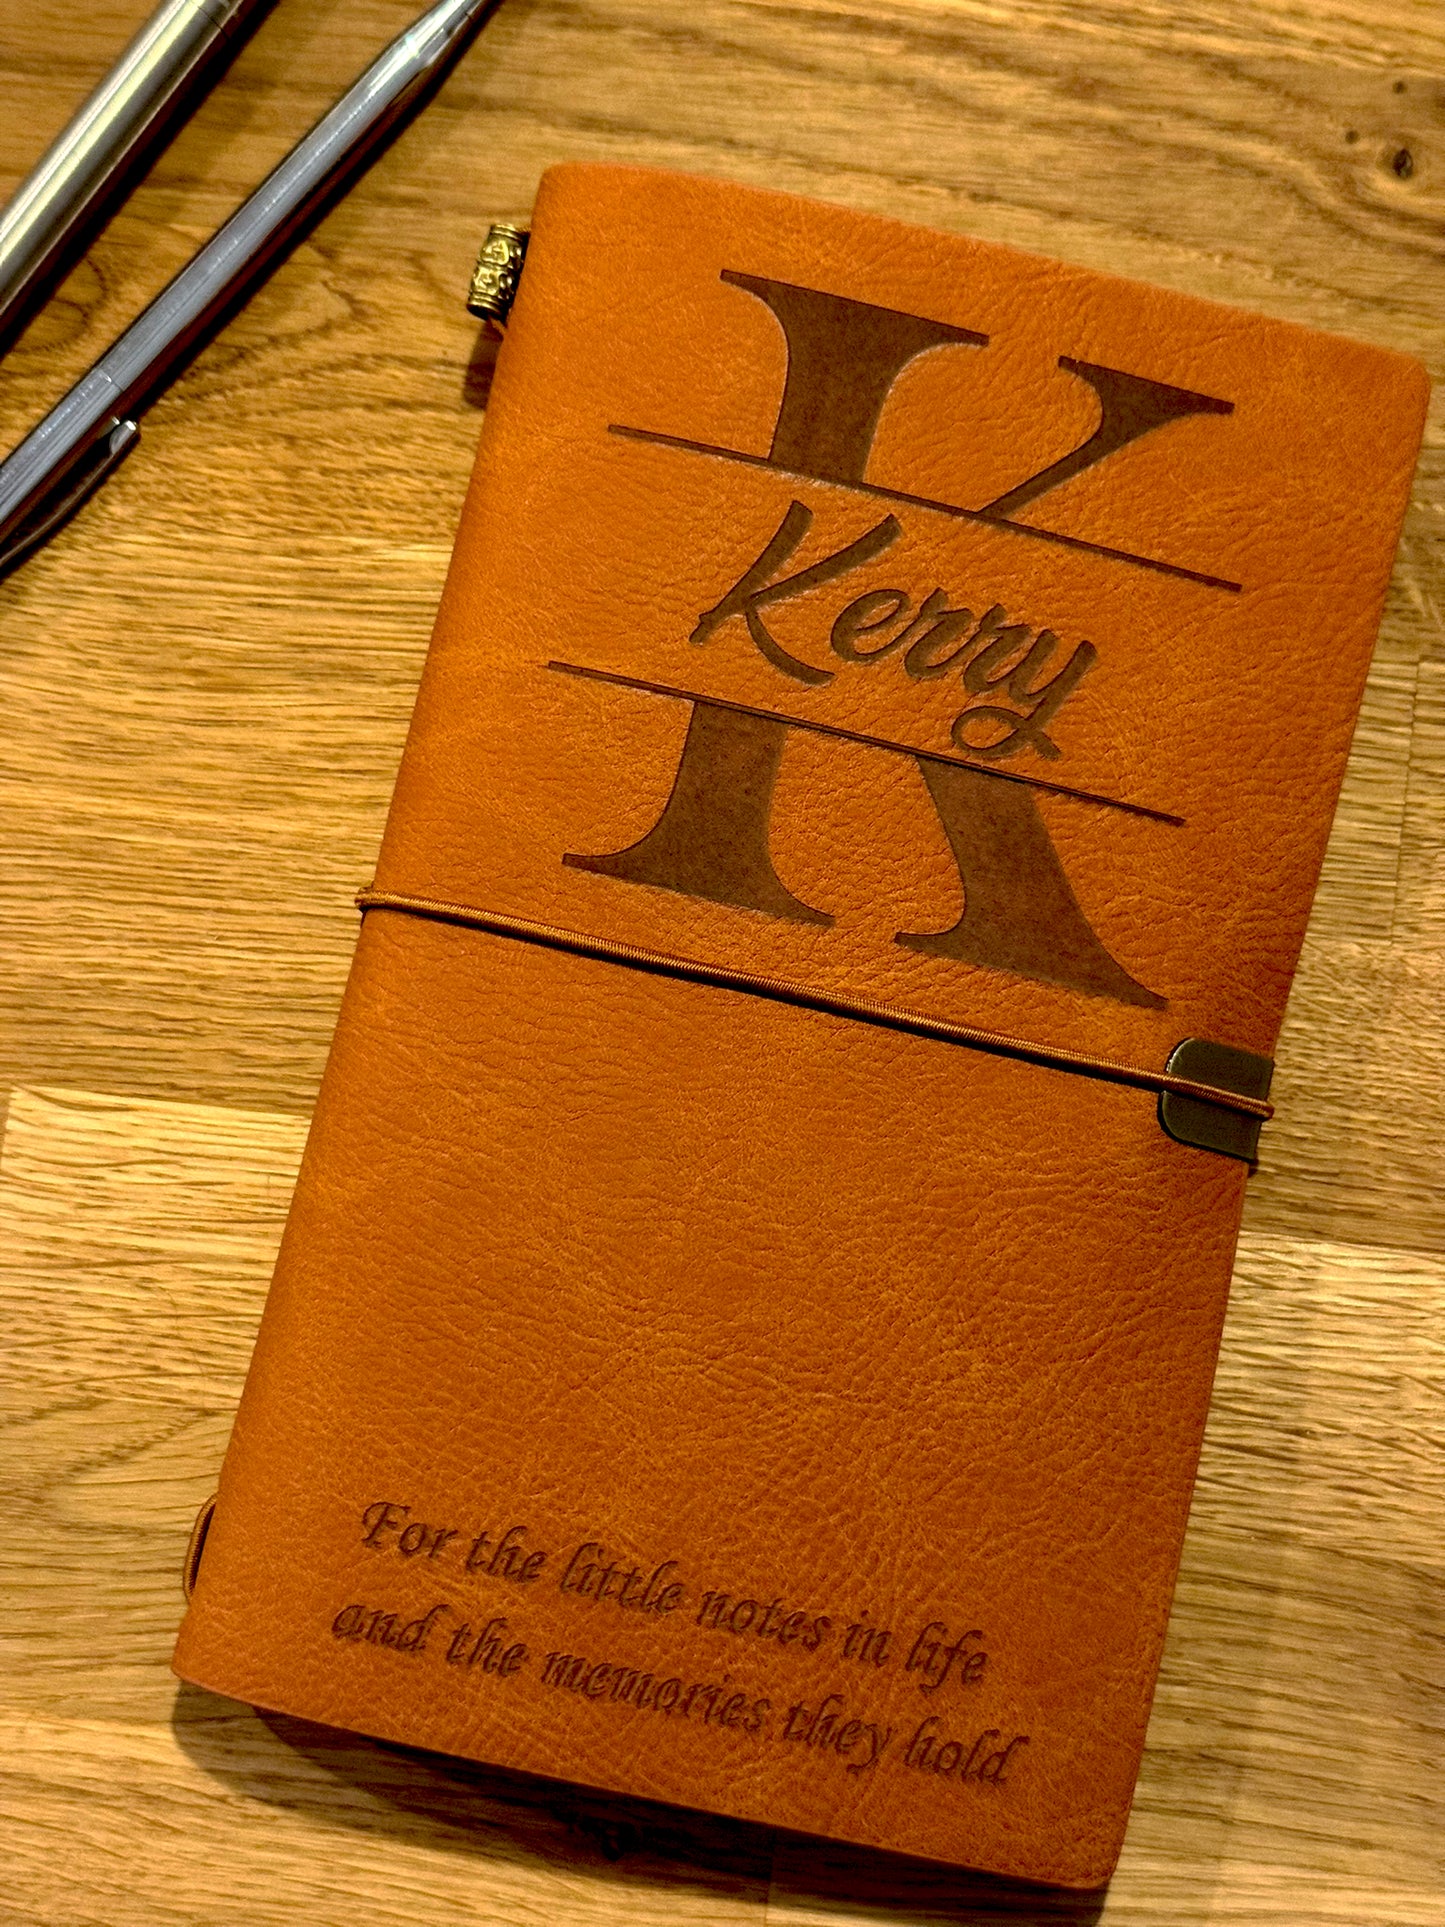 K
Kerry
For the little notes in life
and the memories they hold